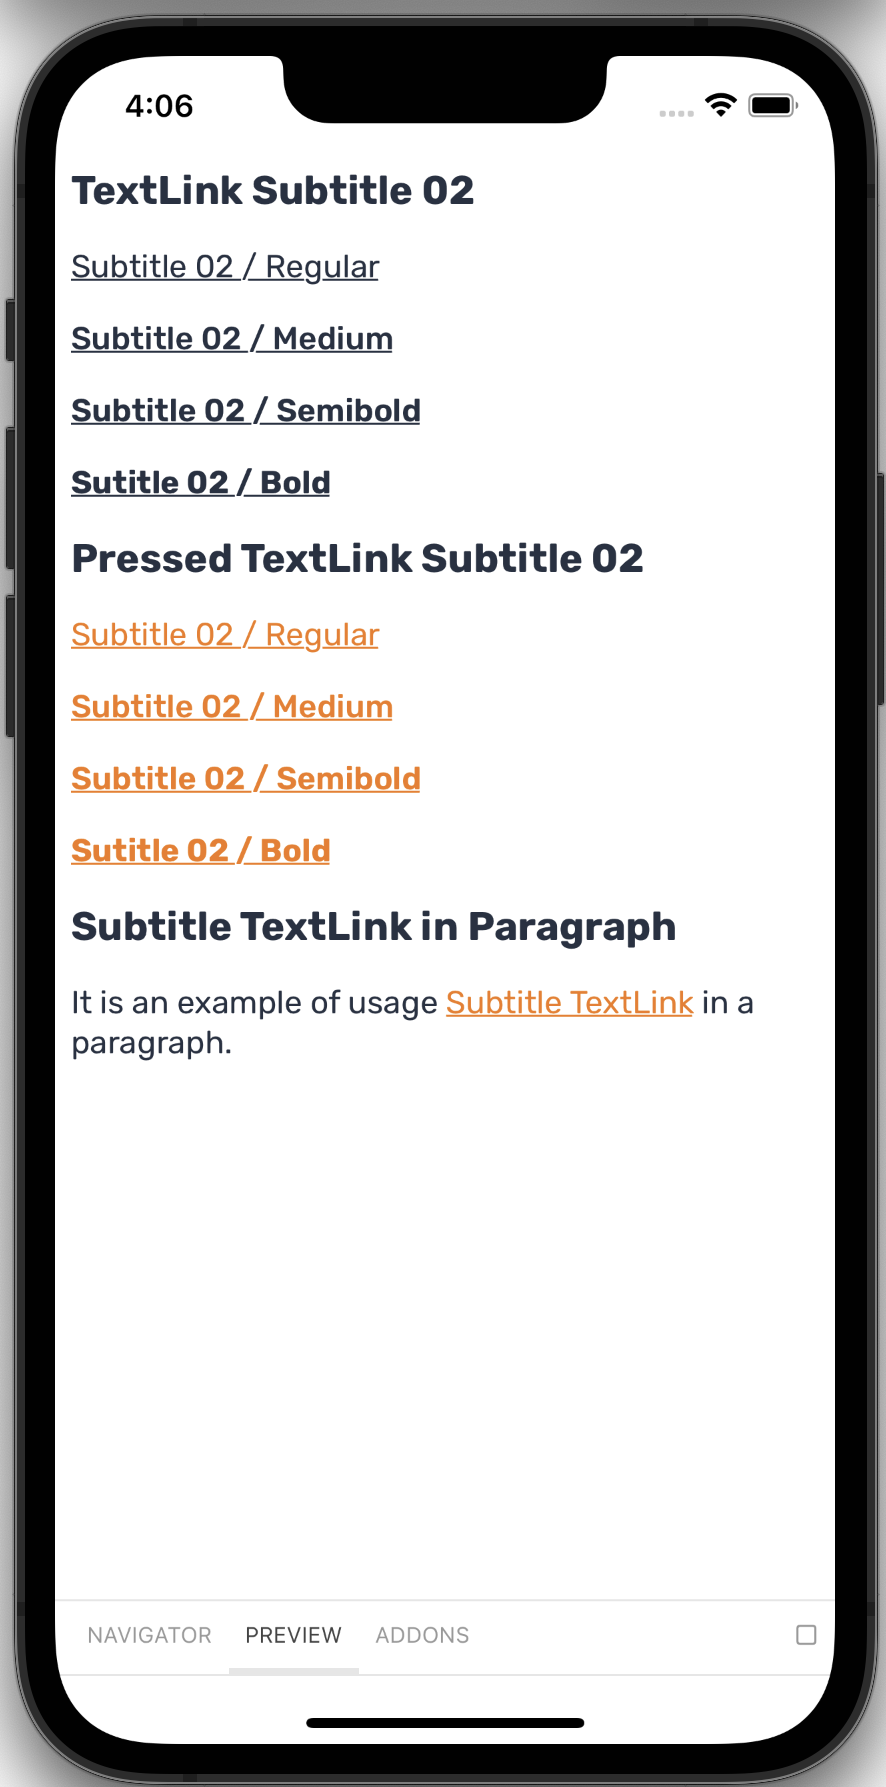 4:06
TextLink Subtitle 02
Subtitle 02 / Regular
Subtitle 02 / Medium
Subtitle 02 / Semibold
Sutitle 02 / Bold
Pressed TextLink Subtitle 02
Subtitle 02 / Regular
Subtitle 02 / Medium
Subtitle 02 / Semibold
Sutitle 02 / Bold
Subtitle TextLink in Paragraph
It is an example of usage Subtitle TextLink in a
paragraph.
NAVIGATOR PREVIEW ADDONS